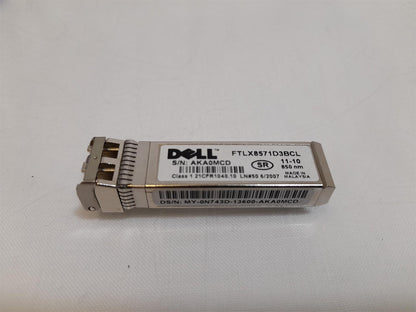 DELL FTLX8571D3BCL
S/N: AKA0MCD SR 11-10
850 nm
Class 1 21CFR1040.10 LN#50 6/2007 MADE IN
MALAYSIA
DS/N: MY-0N743D-13600-AKA0MCD